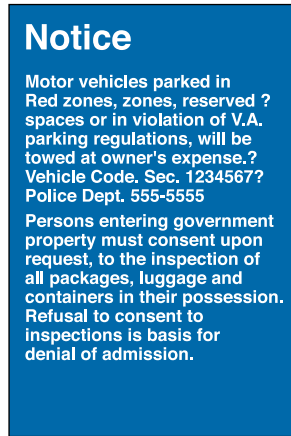 Notice
Motor vehicles parked in
Red zones, zones, reserved ?
spaces or in violation of V.A.
parking regulations, will be
towed at owner's expense.?
Vehicle Code. Sec. 1234567?
Police Dept. 555-5555
Persons entering government
property must consent upon
request, to the inspection of
all packages, luggage and
containers in their possession.
Refusal to consent to
inspections is basis for
denial of admission.